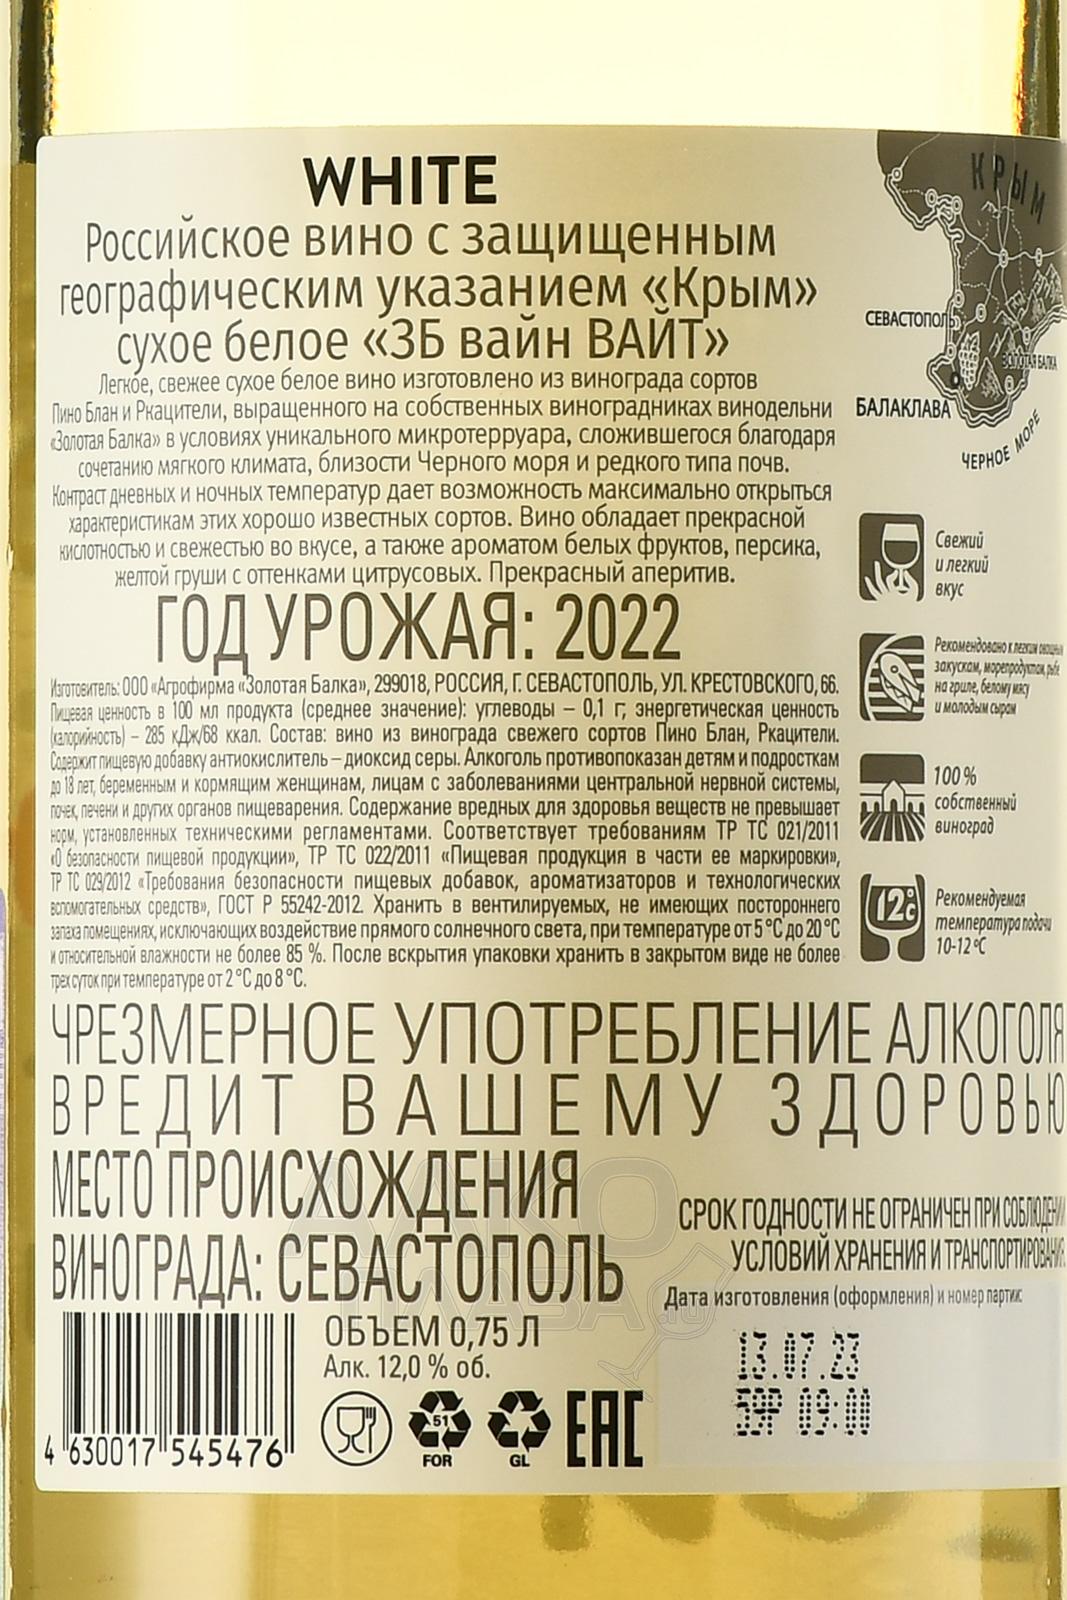 WHITE
Российское вино с защищенным
географическим указанием «Крым»
сухое белое «ЗБ вайн ВАЙТ»
Легкое, свежее сухое белое вино изготовлено из винограда сортов
Пино Блан и Ркацители, выращенного на собственных виноградниках винодельни
«Золотая Балка» в условиях уникального микротерруара, сложившегося благодаря
сочетанию мягкого климата, близости Черного моря и редкого типа почв.
Контраст дневных и ночных температур дает возможность максимально открыться
характеристикам этих хорошо известных сортов. Вино обладает прекрасной
кислотностью и свежестью во вкусе, а также ароматом белых фруктов, персика,
желтой груши с оттенками цитрусовых. Прекрасный аперитив.
ГОД УРОЖАЯ: 2022
Изготовитель: ООО «Агрофирма «Золотая Балка», 299018, РОССИЯ, Г. СЕВАСТОПОЛЬ, УЛ. КРЕСТОВСКОГО, 66.
Пищевая ценность в 100 мл продукта (среднее значение): углеводы – 0,1 г; энергетическая ценность
(калорийность) – 285 кДж/68 ккал. Состав: вино из винограда свежего сортов Пино Блан, Ркацители.
Содержит пищевую добавку антиокислитель – диоксид серы. Алкоголь противопоказан детям и подросткам
до 18 лет, беременным и кормящим женщинам, лицам с заболеваниями центральной нервной системы,
почек, печени и других органов пищеварения. Содержание вредных для здоровья веществ не превышает
норм, установленных техническими регламентами. Соответствует требованиям ТР ТС 021/2011
«О безопасности пищевой продукции», ТР ТС 022/2011 «Пищевая продукция в части ее маркировки»,
ТР ТС 029/2012 «Требования безопасности пищевых добавок, ароматизаторов и технологических
вспомогательных средств», ГОСТ Р 55242-2012. Хранить в вентилируемых, не имеющих постороннего
запаха помещениях, исключающих воздействие прямого солнечного света, при температуре от 5 °С до 20 °С
и относительной влажности не более 85 %. После вскрытия упаковки хранить в закрытом виде не более
трех суток при температуре от 2 °С до 8 °С.
КРЫМ
СЕВАСТОПОЛЬ
ЗОЛОТАЯ БАЛКА
БАЛАКЛАВА
ЧЕРНОЕ МОРЕ
Свежий
и легкий
вкус
Рекомендовано к легким овощным
закускам, морепродуктам, рыбе
на гриле, белому мясу
и молодым сырам
100 %
собственный
виноград
12°С
Рекомендуемая
температура подачи
10-12 °С
ЧРЕЗМЕРНОЕ УПОТРЕБЛЕНИЕ АЛКОГОЛЯ
ВРЕДИТ ВАШЕМУ ЗДОРОВЬЮ
МЕСТО ПРОИСХОЖДЕНИЯ
ВИНОГРАДА: СЕВАСТОПОЛЬ
СРОК ГОДНОСТИ НЕ ОГРАНИЧЕН ПРИ СОБЛЮДЕНИИ
УСЛОВИЙ ХРАНЕНИЯ И ТРАНСПОРТИРОВАНИЯ.
Дата изготовления (оформления) и номер партии:
13.07.23
БВР 09:00
ОБЪЕМ 0,75 Л
Алк. 12,0 % об.
4 630017 545476
51
FOR
GL
EAC
АЛКО
ПЛАЗА.ru